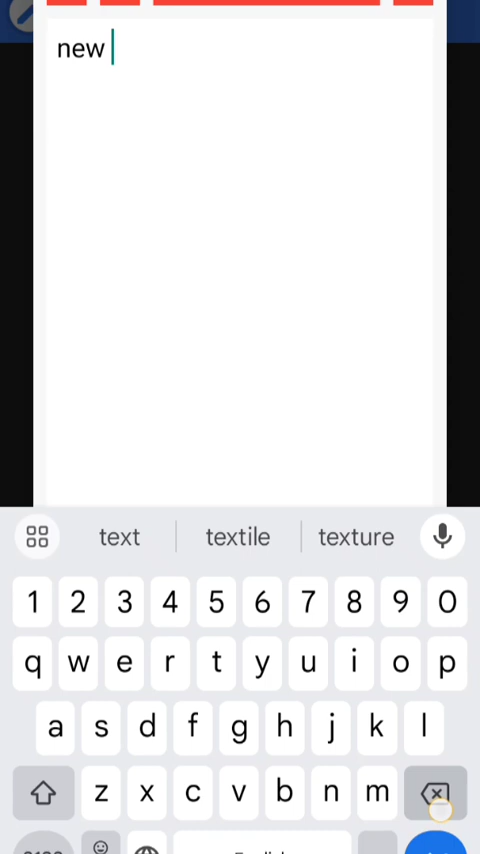 new
text textile texture
1 2 3 4 5 6 7 8 9 0
q w e r t y u i o p
a s d f g h j k l
z x c v b n m